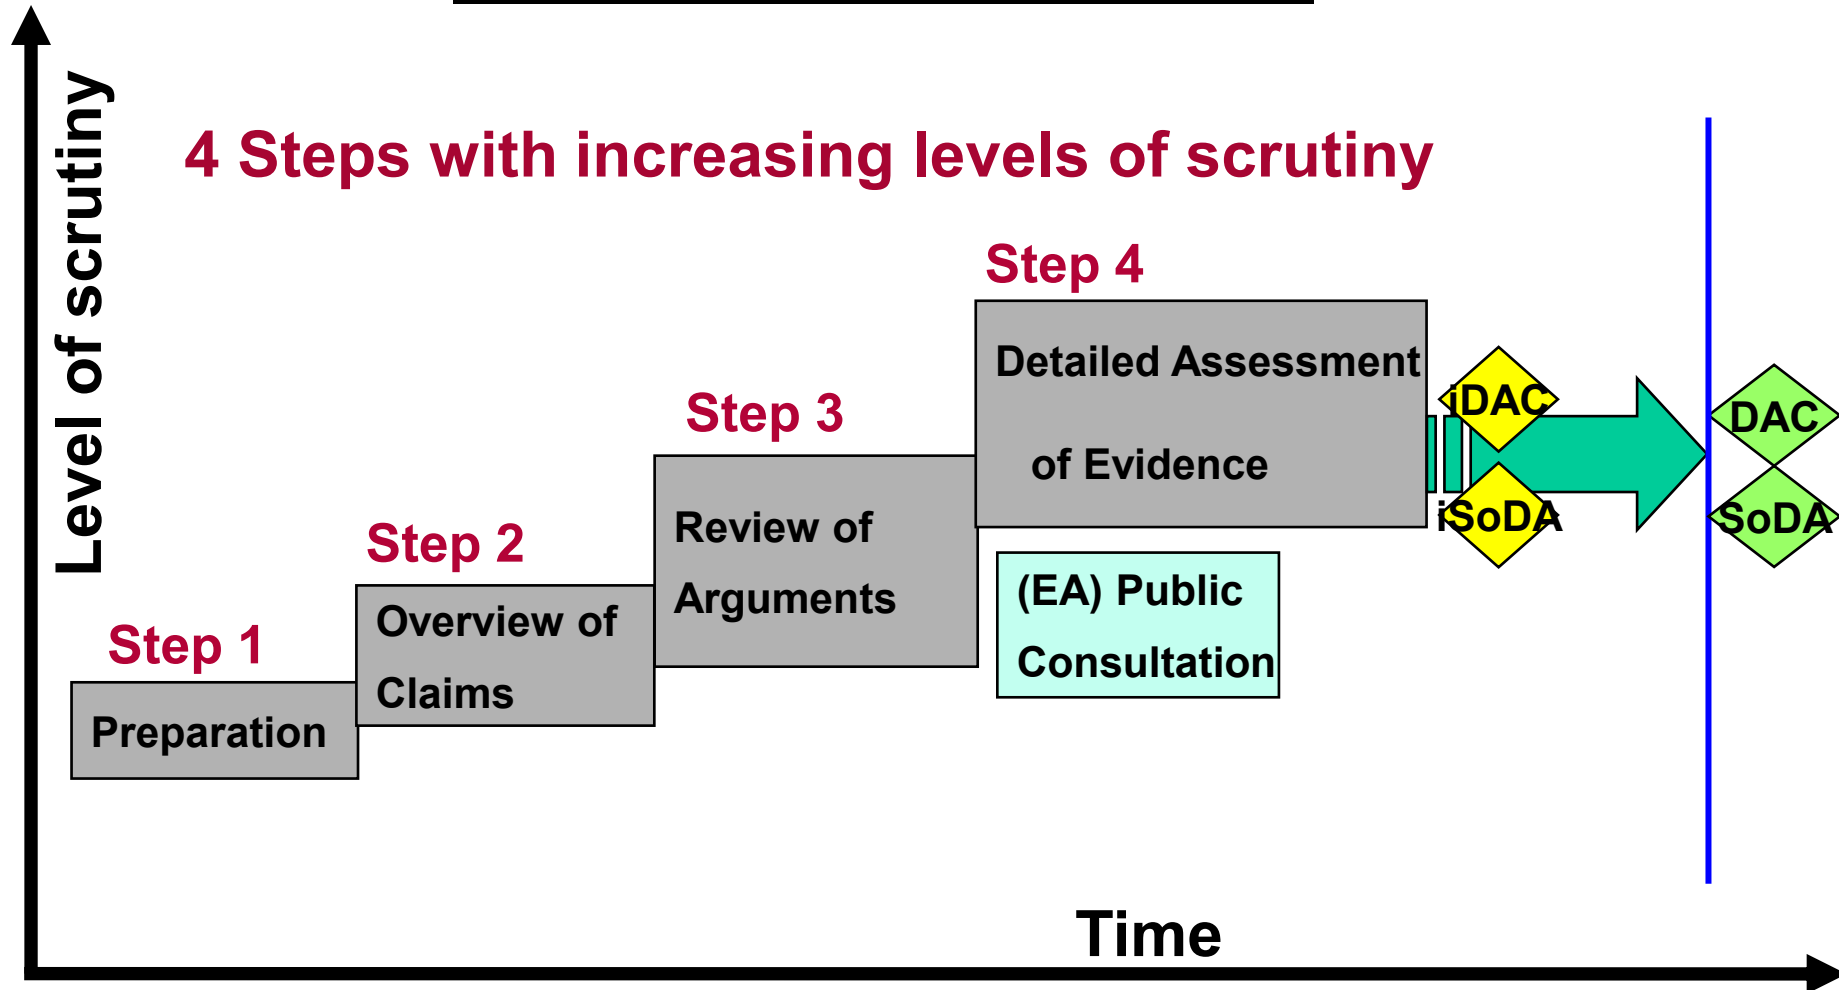 Level of scrutiny
4 Steps with increasing levels of scrutiny
Step 1
Preparation
Step 2
Overview of
Claims
Step 3
Review of
Arguments
Step 4
Detailed Assessment
of Evidence
(EA) Public
Consultation
iDAC
iSoDA
DAC
SoDA
Time